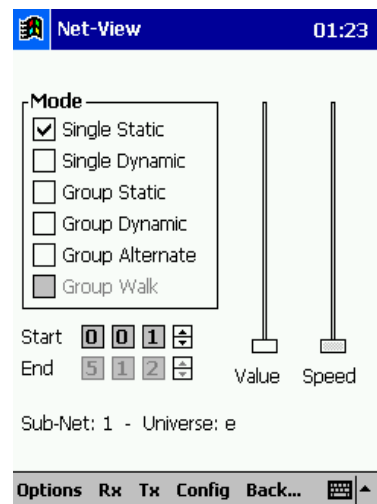 Net-View 01:23
Mode
Single Static
Single Dynamic
Group Static
Group Dynamic
Group Alternate
Group Walk
Start 0 0 1
End 5 1 2
Value Speed
Sub-Net: 1 - Universe: e
Options Rx Tx Config Back...